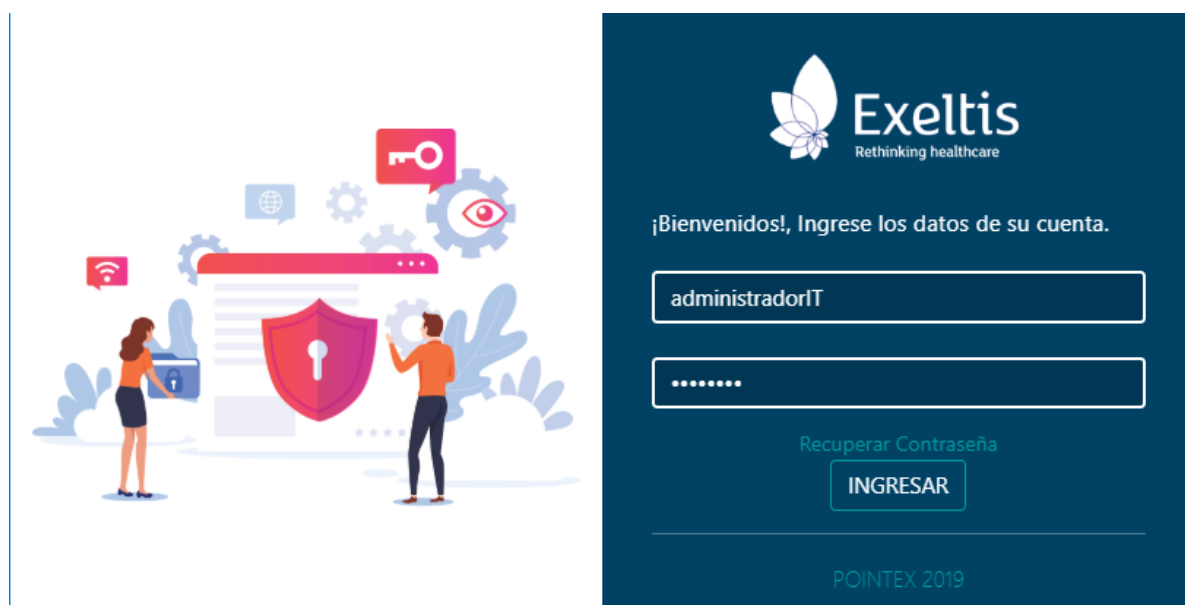 Exeltis
Rethinking healthcare
¡Bienvenidos!, Ingrese los datos de su cuenta.
administradorIT
••••••••
Recuperar Contraseña
INGRESAR
POINTEX 2019